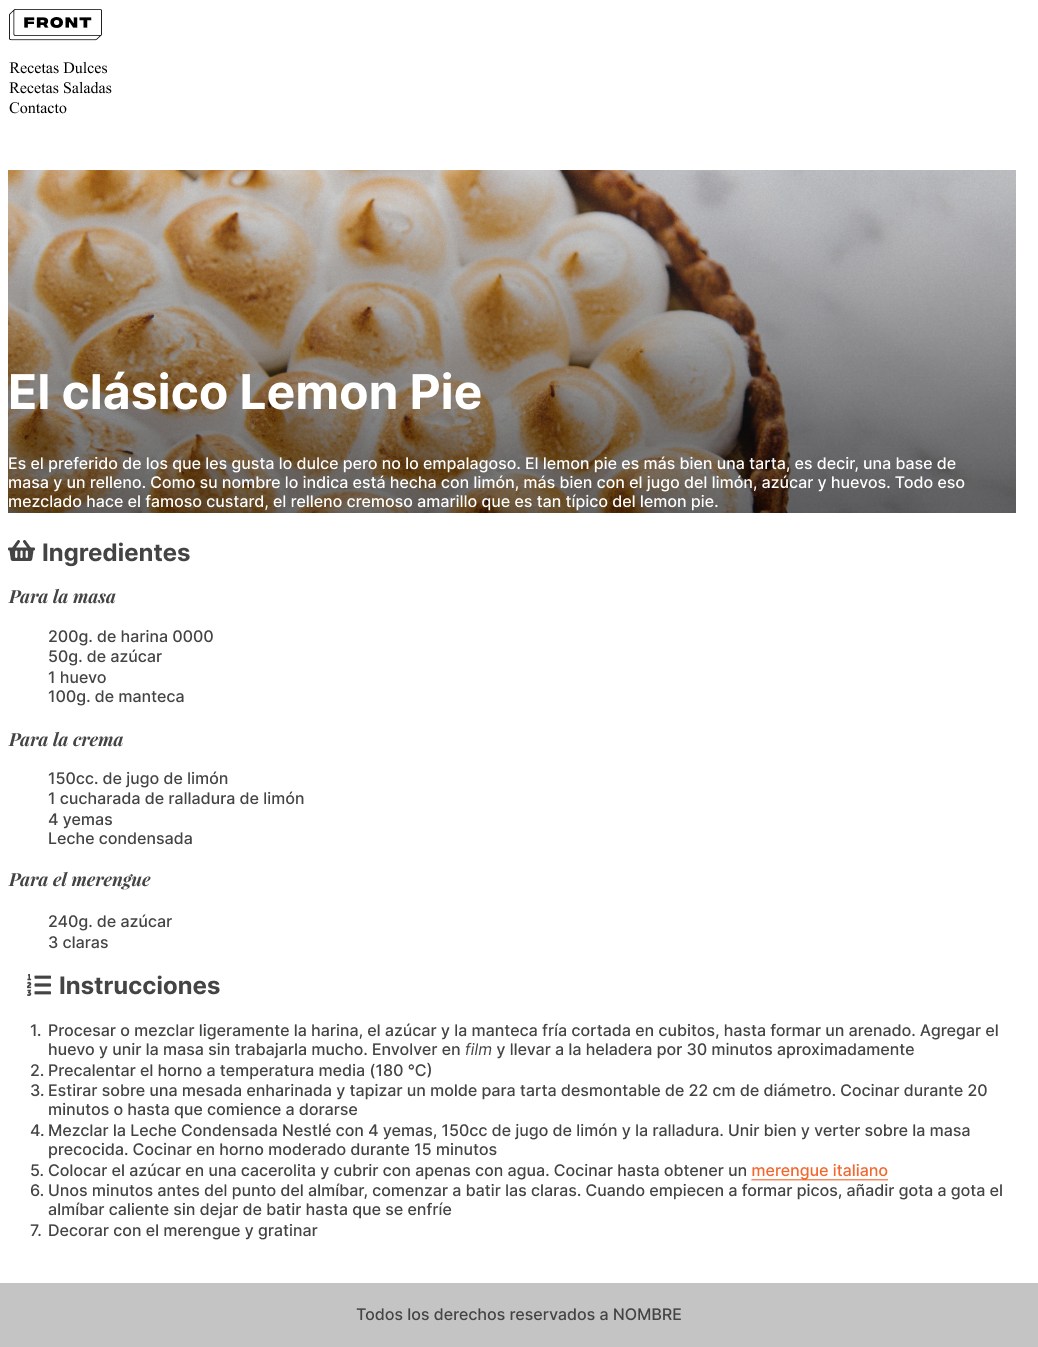 FRONT
Recetas Dulces
Recetas Saladas
Contacto
El clásico Lemon Pie
Es el preferido de los que les gusta lo dulce pero no lo empalagoso. El lemon pie es más bien una tarta, es decir, una base de
masa y un relleno. Como su nombre lo indica está hecha con limón, más bien con el jugo del limón, azúcar y huevos. Todo eso
mezclado hace el famoso custard, el relleno cremoso amarillo que es tan típico del lemon pie.
Ingredientes
Para la masa
200g. de harina 0000
50g. de azúcar
1 huevo
100g. de manteca
Para la crema
150cc. de jugo de limón
1 cucharada de ralladura de limón
4 yemas
Leche condensada
Para el merengue
240g. de azúcar
3 claras
Instrucciones
1. Procesar o mezclar ligeramente la harina, el azúcar y la manteca fría cortada en cubitos, hasta formar un arenado. Agregar el
huevo y unir la masa sin trabajarla mucho. Envolver en film y llevar a la heladera por 30 minutos aproximadamente
2. Precalentar el horno a temperatura media (180 °C)
3. Estirar sobre una mesada enharinada y tapizar un molde para tarta desmontable de 22 cm de diámetro. Cocinar durante 20
minutos o hasta que comience a dorarse
4. Mezclar la Leche Condensada Nestlé con 4 yemas, 150cc de jugo de limón y la ralladura. Unir bien y verter sobre la masa
precocida. Cocinar en horno moderado durante 15 minutos
5. Colocar el azúcar en una cacerolita y cubrir con apenas con agua. Cocinar hasta obtener un merengue italiano
6. Unos minutos antes del punto del almíbar, comenzar a batir las claras. Cuando empiecen a formar picos, añadir gota a gota el
almíbar caliente sin dejar de batir hasta que se enfríe
7. Decorar con el merengue y gratinar
Todos los derechos reservados a NOMBRE